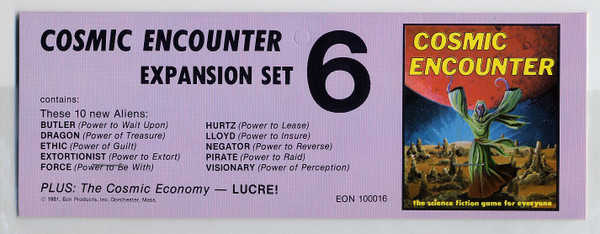 COSMIC ENCOUNTER
EXPANSION SET
6
contains:
These 10 new Aliens:
BUTLER (Power to Wait Upon)
DRAGON (Power of Treasure)
ETHIC (Power of Guilt)
EXTORTIONIST (Power to Extort)
FORCE (Power to Be With)
HURTZ (Power to Lease)
LLOYD (Power to Insure)
NEGATOR (Power to Reverse)
PIRATE (Power to Raid)
VISIONARY (Power of Perception)
PLUS: The Cosmic Economy — LUCRE!
© 1981, Eon Products, Inc. Dorchester, Mass.
EON 100016
COSMIC
ENCOUNTER
the science fiction game for everyone